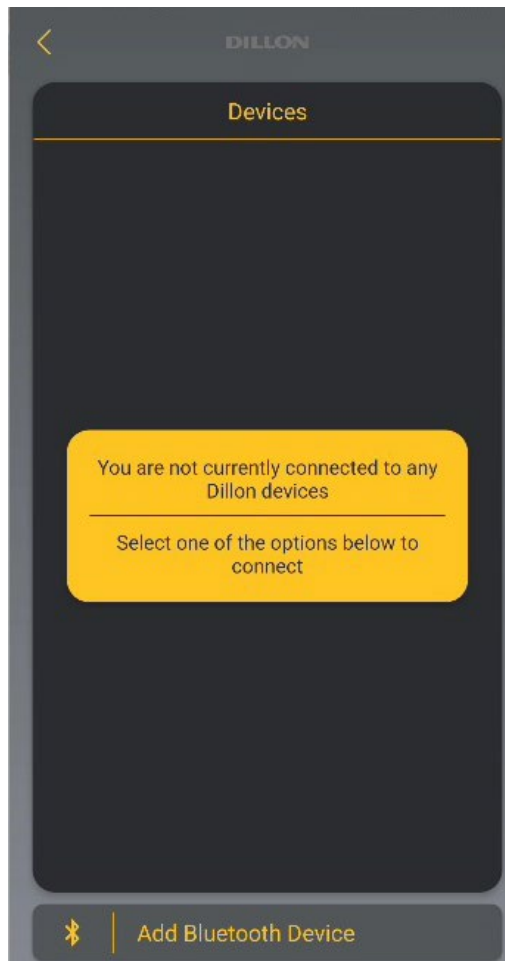 DILLON
Devices
You are not currently connected to any
Dillon devices
Select one of the options below to
connect
Add Bluetooth Device